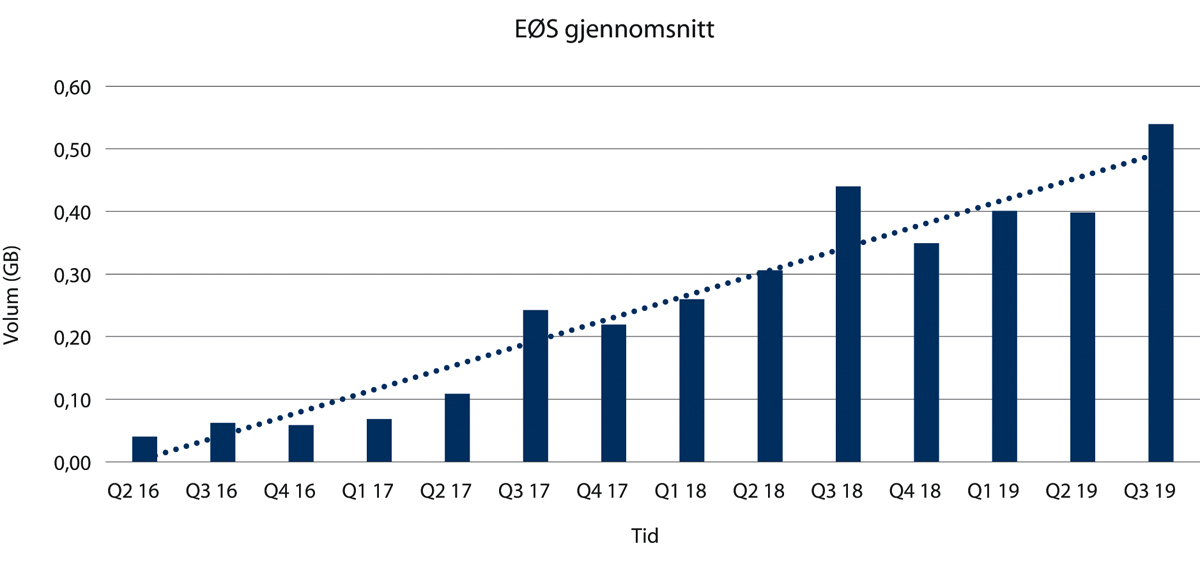 EØS gjennomsnitt
0,60
0,50
0,40
0,30
0,20
0,10
0,00
Volum (GB)
Q2 16 Q3 16 Q4 16 Q1 17 Q2 17 Q3 17 Q4 17 Q1 18 Q2 18 Q3 18 Q4 18 Q1 19 Q2 19 Q3 19
Tid